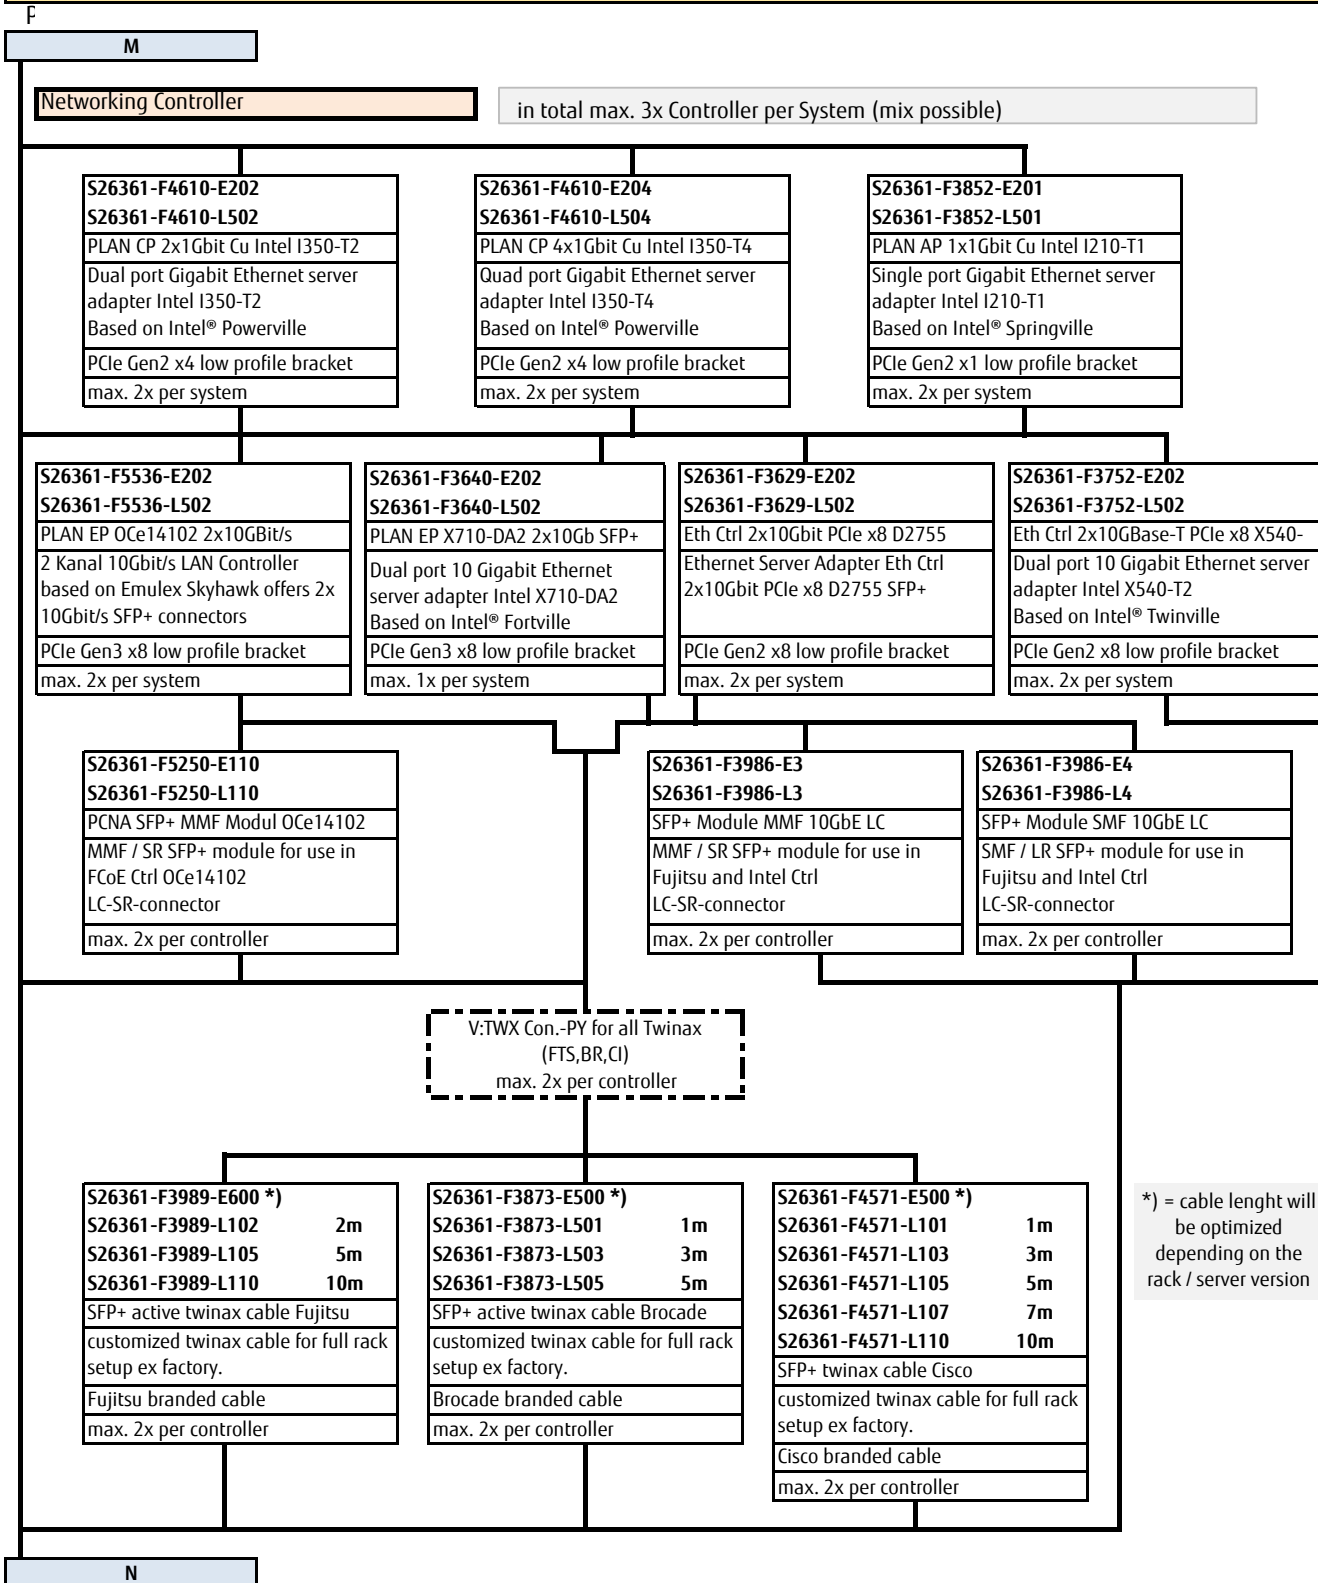 M
Networking Controller
in total max. 3x Controller per System (mix possible)
S26361-F4610-E202
S26361-F4610-L502
PLAN CP 2x1Gbit Cu Intel I350-T2
Dual port Gigabit Ethernet server
adapter Intel I350-T2
Based on Intel® Powerville
PCIe Gen2 x4 low profile bracket
max. 2x per system
S26361-F4610-E204
S26361-F4610-L504
PLAN CP 4x1Gbit Cu Intel I350-T4
Quad port Gigabit Ethernet server
adapter Intel I350-T4
Based on Intel® Powerville
PCIe Gen2 x4 low profile bracket
max. 2x per system
S26361-F3852-E201
S26361-F3852-L501
PLAN AP 1x1Gbit Cu Intel I210-T1
Single port Gigabit Ethernet server
adapter Intel I210-T1
Based on Intel® Springville
PCIe Gen2 x1 low profile bracket
max. 2x per system
S26361-F5536-E202
S26361-F5536-L502
PLAN EP OCe14102 2x10GBit/s
2 Kanal 10Gbit/s LAN Controller
based on Emulex Skyhawk offers 2x
10Gbit/s SFP+ connectors
PCIe Gen3 x8 low profile bracket
max. 2x per system
S26361-F3640-E202
S26361-F3640-L502
PLAN EP X710-DA2 2x10Gb SFP+
Dual port 10 Gigabit Ethernet
server adapter Intel X710-DA2
Based on Intel® Fortville
PCIe Gen3 x8 low profile bracket
max. 1x per system
S26361-F3629-E202
S26361-F3629-L502
Eth Ctrl 2x10Gbit PCIe x8 D2755
Ethernet Server Adapter Eth Ctrl
2x10Gbit PCIe x8 D2755 SFP+
PCIe Gen2 x8 low profile bracket
max. 2x per system
S26361-F3752-E202
S26361-F3752-L502
Eth Ctrl 2x10GBase-T PCIe x8 X540-
Dual port 10 Gigabit Ethernet server
adapter Intel X540-T2
Based on Intel® Twinville
PCIe Gen2 x8 low profile bracket
max. 2x per system
S26361-F5250-E110
S26361-F5250-L110
PCNA SFP+ MMF Modul OCe14102
MMF / SR SFP+ module for use in
FCoE Ctrl OCe14102
LC-SR-connector
max. 2x per controller
S26361-F3986-E3
S26361-F3986-L3
SFP+ Module MMF 10GbE LC
MMF / SR SFP+ module for use in
Fujitsu and Intel Ctrl
LC-SR-connector
max. 2x per controller
S26361-F3986-E4
S26361-F3986-L4
SFP+ Module SMF 10GbE LC
SMF / LR SFP+ module for use in
Fujitsu and Intel Ctrl
LC-SR-connector
max. 2x per controller
V:TWX Con.-PY for all Twinax
(FTS,BR,CI)
max. 2x per controller
S26361-F3989-E600 *)
S26361-F3989-L102 2m
S26361-F3989-L105 5m
S26361-F3989-L110 10m
SFP+ active twinax cable Fujitsu
customized twinax cable for full rack
setup ex factory.
Fujitsu branded cable
max. 2x per controller
S26361-F3873-E500 *)
S26361-F3873-L501 1m
S26361-F3873-L503 3m
S26361-F3873-L505 5m
SFP+ active twinax cable Brocade
customized twinax cable for full rack
setup ex factory.
Brocade branded cable
max. 2x per controller
S26361-F4571-E500 *)
S26361-F4571-L101 1m
S26361-F4571-L103 3m
S26361-F4571-L105 5m
S26361-F4571-L107 7m
S26361-F4571-L110 10m
SFP+ twinax cable Cisco
customized twinax cable for full rack
setup ex factory.
Cisco branded cable
max. 2x per controller
*) = cable lenght will
be optimized
depending on the
rack / server version
N